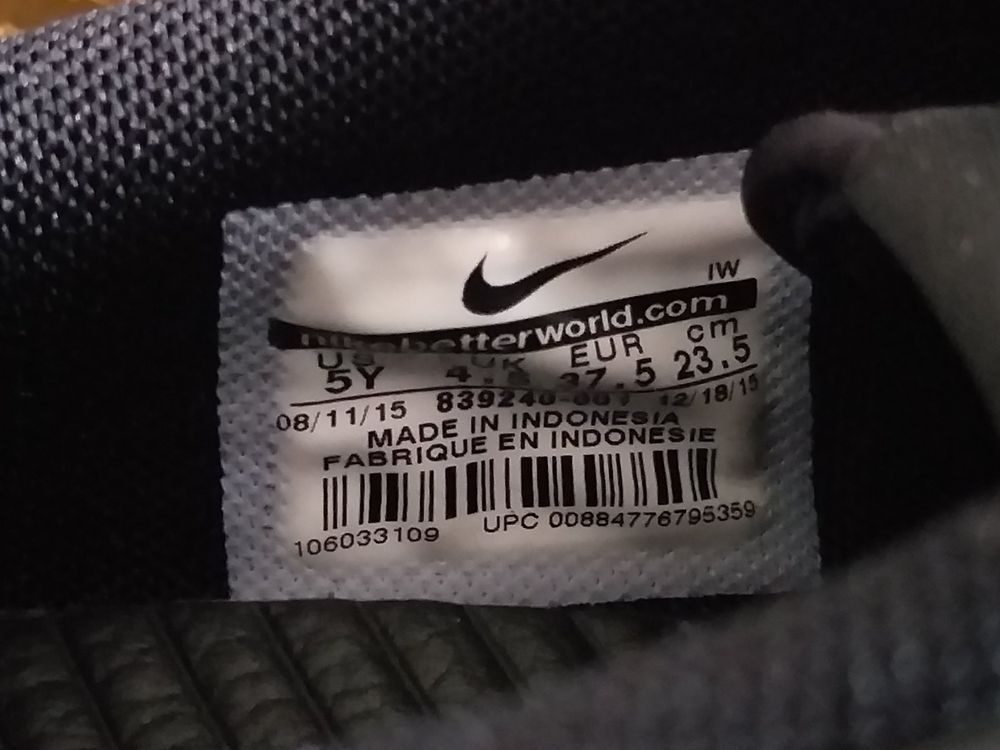 IW
nikebetterworld.com
US UK EUR cm
5Y 4.5 37.5 23.5
08/11/15 839240-001 12/18/15
MADE IN INDONESIA
FABRIQUE EN INDONESIE
106033109 UPC 00884776795359